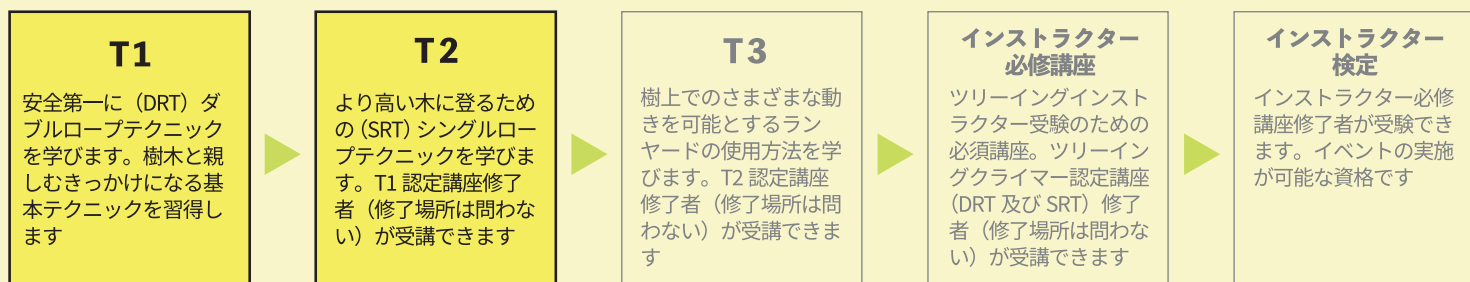 T1
安全第一に（DRT）ダ
ブルロープテクニック
を学びます。樹木と親
しむきっかけになる基
本テクニックを習得し
ます
T2
より高い木に登るため
の（SRT）シングルロー
プテクニックを学びま
す。T1 認定講座修了
者（修了場所は問わな
い）が受講できます
T3
樹上でのさまざまな動
きを可能とするラン
ヤードの使用方法を学
びます。T2 認定講座
修了者（修了場所は問
わない）が受講できま
す
インストラクター
必修講座
ツリーイングインスト
ラクター受験のための
必須講座。ツリーイン
グクライマー認定講座
（DRT 及び SRT）修了
者（修了場所は問わな
い）が受講できます
インストラクター
検定
インストラクター必修
講座修了者が受験でき
ます。イベントの実施
が可能な資格です